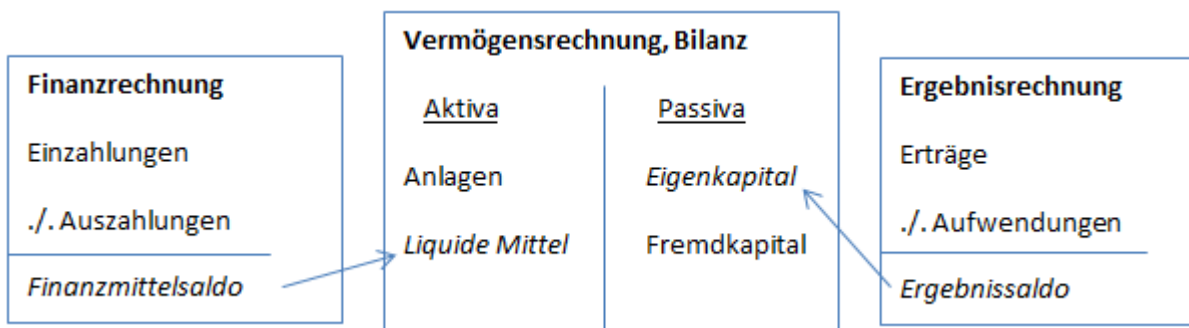 Finanzrechnung
Einzahlungen
./. Auszahlungen
Finanzmittelsaldo
Vermögensrechnung, Bilanz
Aktiva
Anlagen
Liquide Mittel
Passiva
Eigenkapital
Fremdkapital
Ergebnisrechnung
Erträge
./. Aufwendungen
Ergebnissaldo